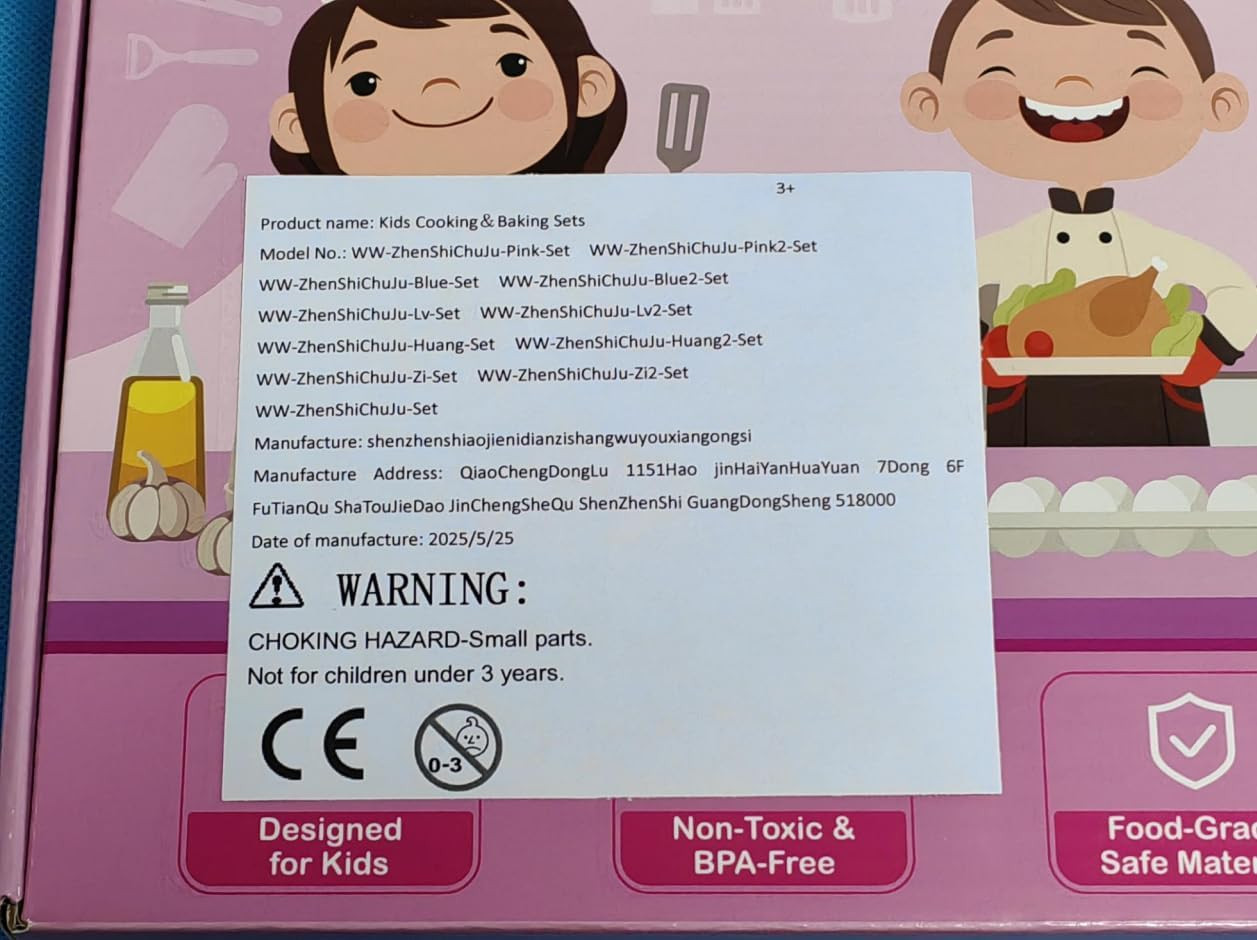 3+
Product name: Kids Cooking&Baking Sets
Model No.: WW-ZhenShiChuJu-Pink-Set WW-ZhenShiChuJu-Pink2-Set
WW-ZhenShiChuJu-Blue-Set WW-ZhenShiChuJu-Blue2-Set
WW-ZhenShiChuJu-Lv-Set WW-ZhenShiChuJu-Lv2-Set
WW-ZhenShiChuJu-Huang-Set WW-ZhenShiChuJu-Huang2-Set
WW-ZhenShiChuJu-Zi-Set WW-ZhenShiChuJu-Zi2-Set
WW-ZhenShiChuJu-Set
Manufacture: shenzhenshiaojienidianzishangwuyouxiangongsi
Manufacture Address: QiaoChengDongLu 1151Hao jinHaiYanHuaYuan 7Dong 6F
FuTianQu ShaTouJieDao JinChengSheQu ShenZhenShi GuangDongSheng 518000
Date of manufacture: 2025/5/25
WARNING:
CHOKING HAZARD-Small parts.
Not for children under 3 years.
CE
0-3
Designed
for Kids
Non-Toxic &
BPA-Free
Food-Grad
Safe Mater